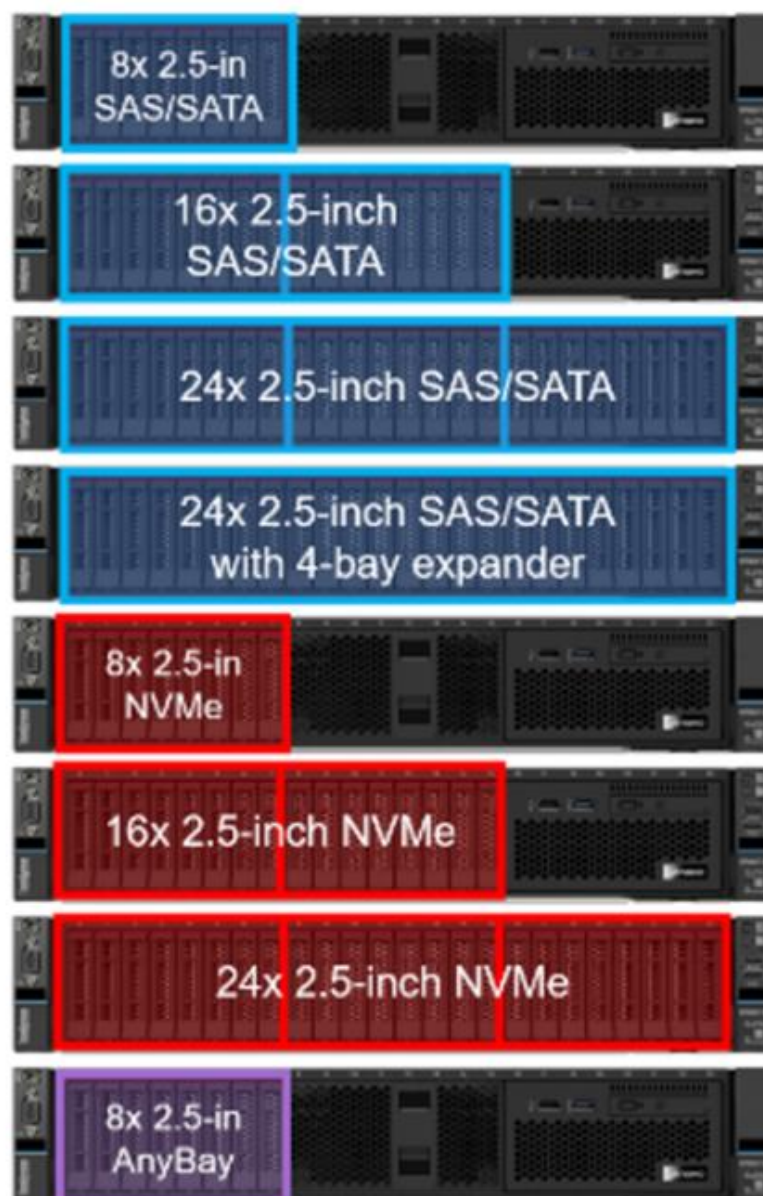 8x 2.5-in
SAS/SATA
16x 2.5-inch
SAS/SATA
24x 2.5-inch SAS/SATA
24x 2.5-inch SAS/SATA
with 4-bay expander
8x 2.5-in
NVMe
16x 2.5-inch NVMe
24x 2.5-inch NVMe
8x 2.5-in
AnyBay